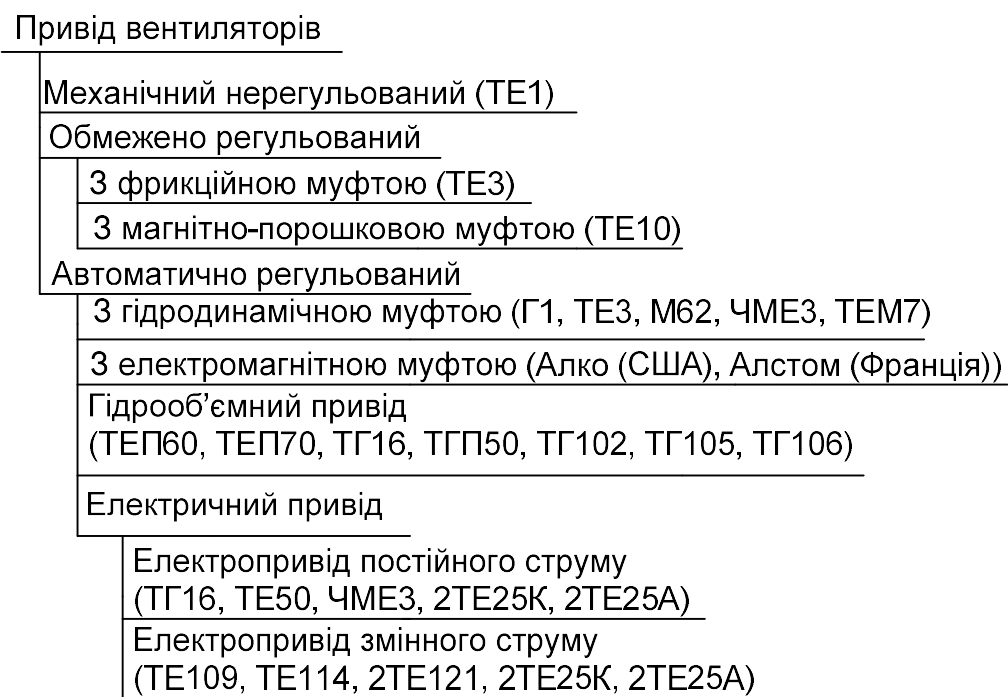 Привід вентиляторів
Механічний нерегульований (ТЕ1)
Обмежено регульований
З фрикційною муфтою (ТЕ3)
З магнітно-порошковою муфтою (ТЕ10)
Автоматично регульований
З гідродинамічною муфтою (Г1, ТЕ3, М62, ЧМЕ3, ТЕМ7)
З електромагнітною муфтою (Алко (США), Алстом (Франція))
Гідрооб’ємний привід
(ТЕП60, ТЕП70, ТГ16, ТГП50, ТГ102, ТГ105, ТГ106)
Електричний привід
Електропривід постійного струму
(ТГ16, ТЕ50, ЧМЕ3, 2ТЕ25К, 2ТЕ25А)
Електропривід змінного струму
(ТЕ109, ТЕ114, 2ТЕ121, 2ТЕ25К, 2ТЕ25А)